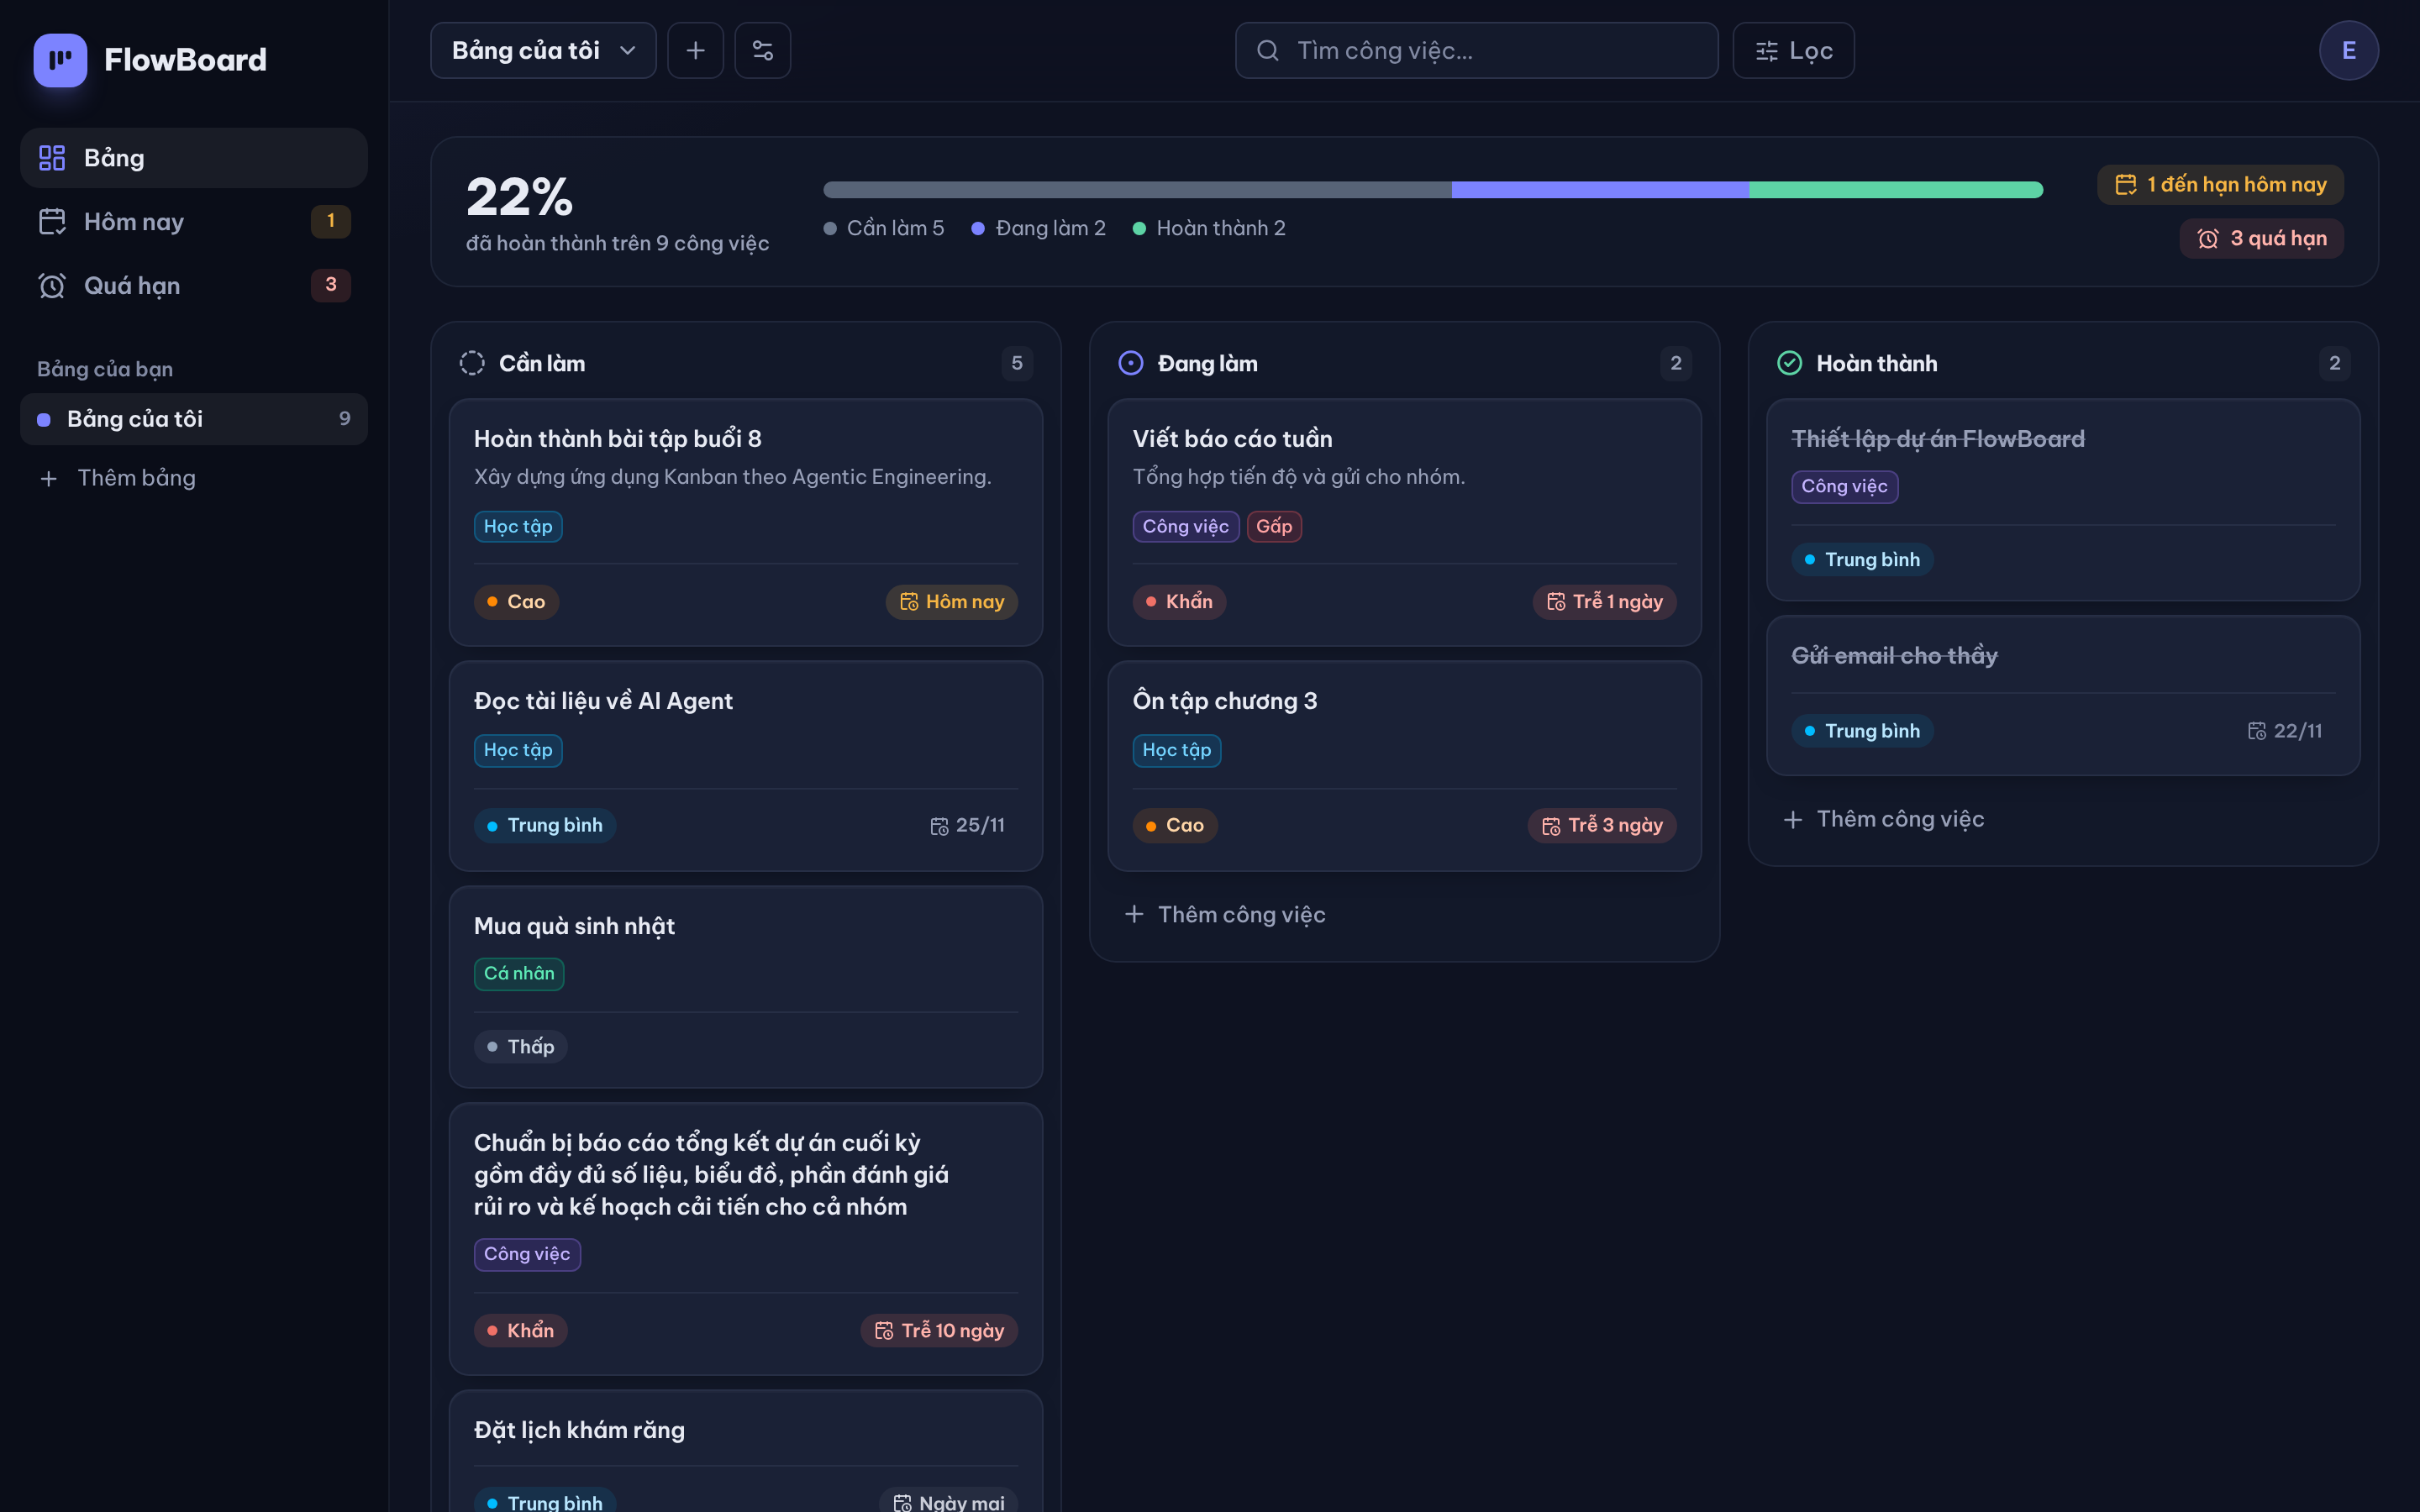 FlowBoard
Bảng
Hôm nay 1
Quá hạn 3
Bảng của bạn
Bảng của tôi 9
Thêm bảng
Bảng của tôi
Tìm công việc...
Lọc
E
22%
đã hoàn thành trên 9 công việc
Cần làm 5 Đang làm 2 Hoàn thành 2
1 đến hạn hôm nay
3 quá hạn
Cần làm 5
Hoàn thành bài tập buổi 8
Xây dựng ứng dụng Kanban theo Agentic Engineering.
Học tập
Cao Hôm nay
Đọc tài liệu về AI Agent
Học tập
Trung bình 25/11
Mua quà sinh nhật
Cá nhân
Thấp
Chuẩn bị báo cáo tổng kết dự án cuối kỳ
gồm đầy đủ số liệu, biểu đồ, phần đánh giá
rủi ro và kế hoạch cải tiến cho cả nhóm
Công việc
Khẩn Trễ 10 ngày
Đặt lịch khám răng
Trung bình Ngày mai
Đang làm 2
Viết báo cáo tuần
Tổng hợp tiến độ và gửi cho nhóm.
Công việc Gấp
Khẩn Trễ 1 ngày
Ôn tập chương 3
Học tập
Cao Trễ 3 ngày
Thêm công việc
Hoàn thành 2
Thiết lập dự án FlowBoard
Công việc
Trung bình
Gửi email cho thầy
Trung bình 22/11
Thêm công việc